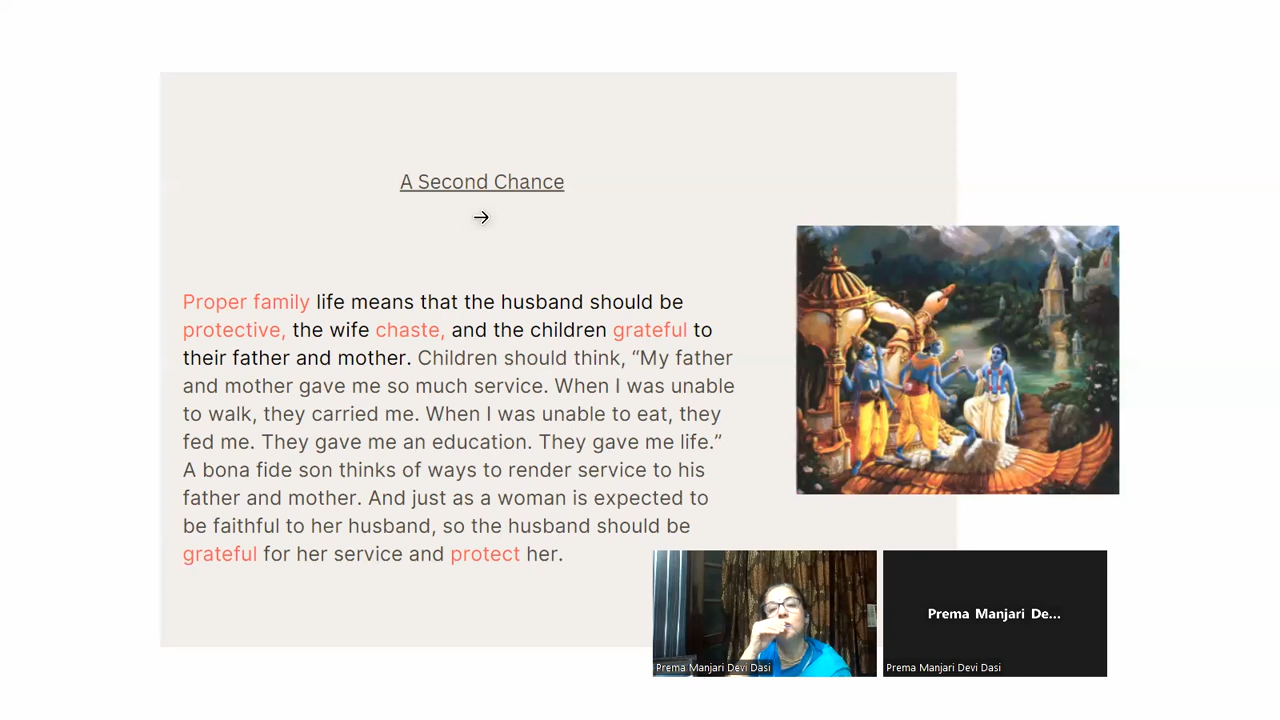 A Second Chance
→
Proper family life means that the husband should be
protective, the wife chaste, and the children grateful to
their father and mother. Children should think, “My father
and mother gave me so much service. When I was unable
to walk, they carried me. When I was unable to eat, they
fed me. They gave me an education. They gave me life.”
A bona fide son thinks of ways to render service to his
father and mother. And just as a woman is expected to
be faithful to her husband, so the husband should be
grateful for her service and protect her.
Prema Manjari De...
Prema Manjari Devi Dasi
Prema Manjari Devi Dasi